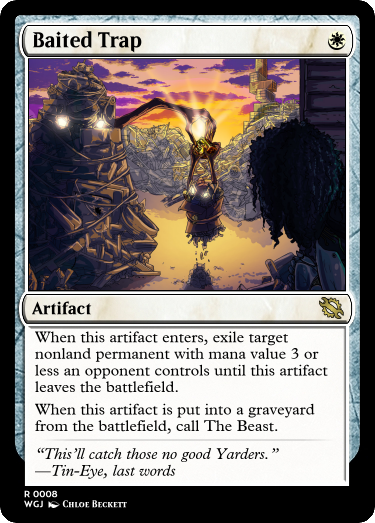 Baited Trap
Artifact
When this artifact enters, exile target
nonland permanent with mana value 3 or
less an opponent controls until this artifact
leaves the battlefield.
When this artifact is put into a graveyard
from the battlefield, call The Beast.
“This’ll catch those no good Yarders.”
—Tin-Eye, last words
R 0008
WGJ Chloe Beckett